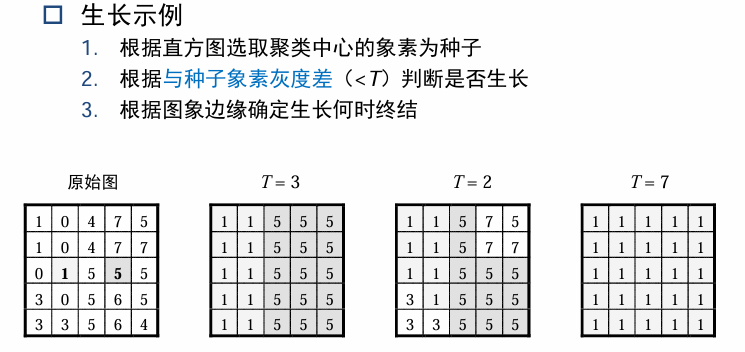 生长示例
1. 根据直方图选取聚类中心的象素为种子
2. 根据与种子象素灰度差（<T）判断是否生长
3. 根据图象边缘确定生长何时终结
原始图 T = 3 T = 2 T = 7
1 0 4 7 5 1 1 5 5 5 1 1 5 7 5 1 1 1 1 1
1 0 4 7 7 1 1 5 5 5 1 1 5 7 7 1 1 1 1 1
0 1 5 5 5 1 1 5 5 5 1 1 5 5 5 1 1 1 1 1
3 0 5 6 5 1 1 5 5 5 3 1 5 5 5 1 1 1 1 1
3 3 5 6 4 1 1 5 5 5 3 3 5 5 5 1 1 1 1 1